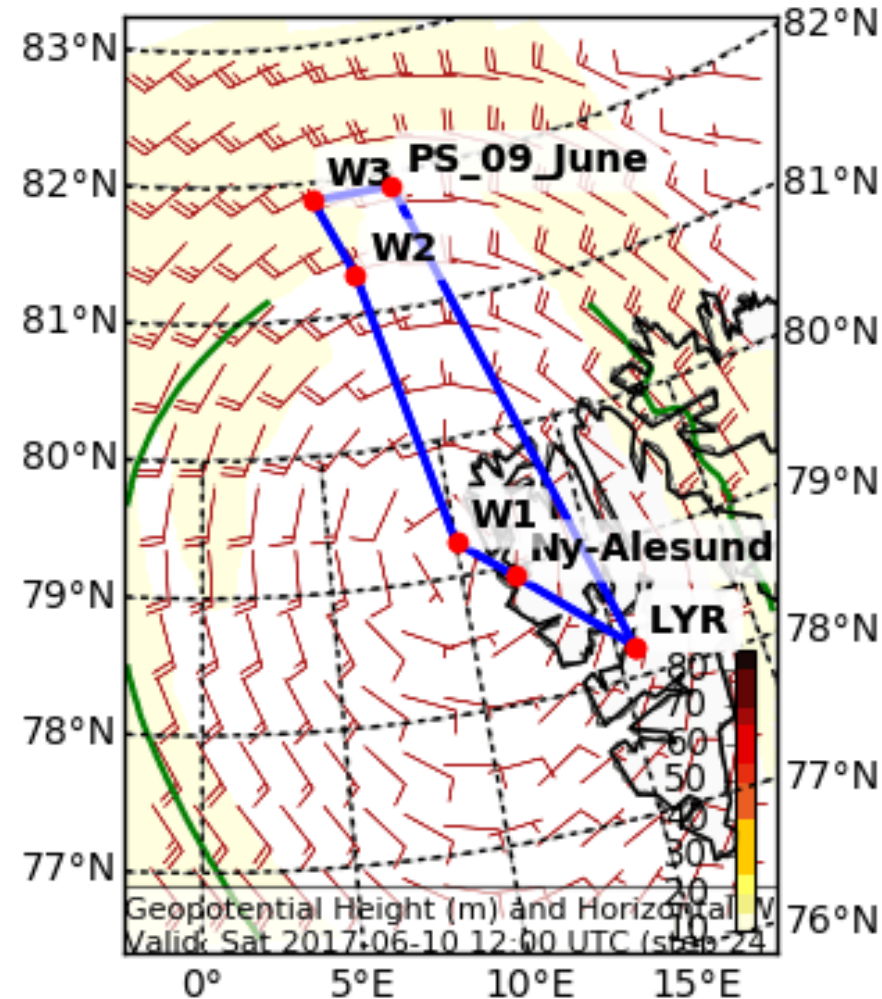 83°N
82°N
82°N
81°N
81°N
80°N
80°N
79°N
79°N
78°N
78°N
77°N
77°N
76°N
W3
PS_09_June
W2
W1
Ny-Alesund
LYR
80
70
60
50
40
30
20
10
Geopotential Height (m) and Horizontal W
Valid: Sat 2017-06-10 12:00 UTC (step 24
0°
5°E
10°E
15°E